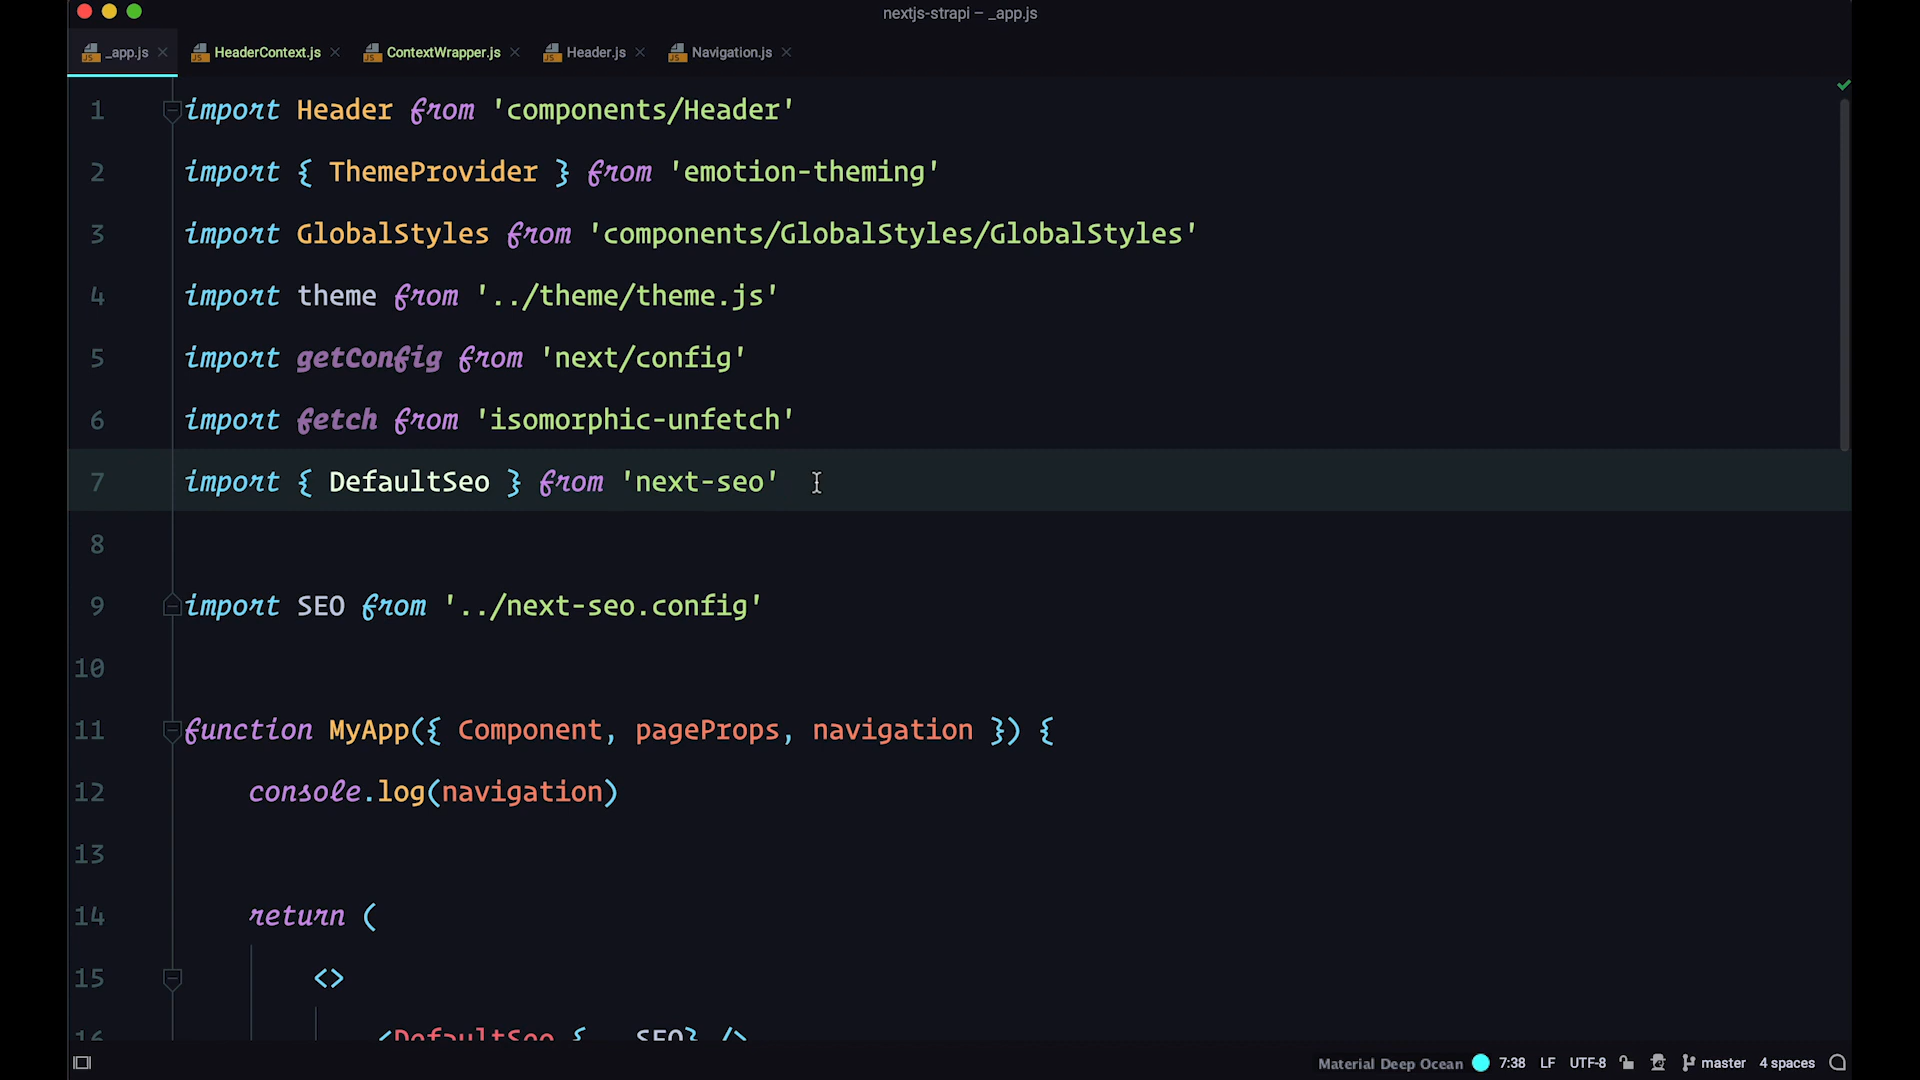 nextjs-strapi – _app.js
_app.js HeaderContext.js ContextWrapper.js Header.js Navigation.js
1 import Header from 'components/Header'
2 import { ThemeProvider } from 'emotion-theming'
3 import GlobalStyles from 'components/GlobalStyles/GlobalStyles'
4 import theme from '../theme/theme.js'
5 import getConfig from 'next/config'
6 import fetch from 'isomorphic-unfetch'
7 import { DefaultSeo } from 'next-seo'
8
9 import SEO from '../next-seo.config'
10
11 function MyApp({ Component, pageProps, navigation }) {
12 console.log(navigation)
13
14 return (
15 <>
16 <DefaultSeo {...SEO} />
Material Deep Ocean 7:38 LF UTF-8 master 4 spaces